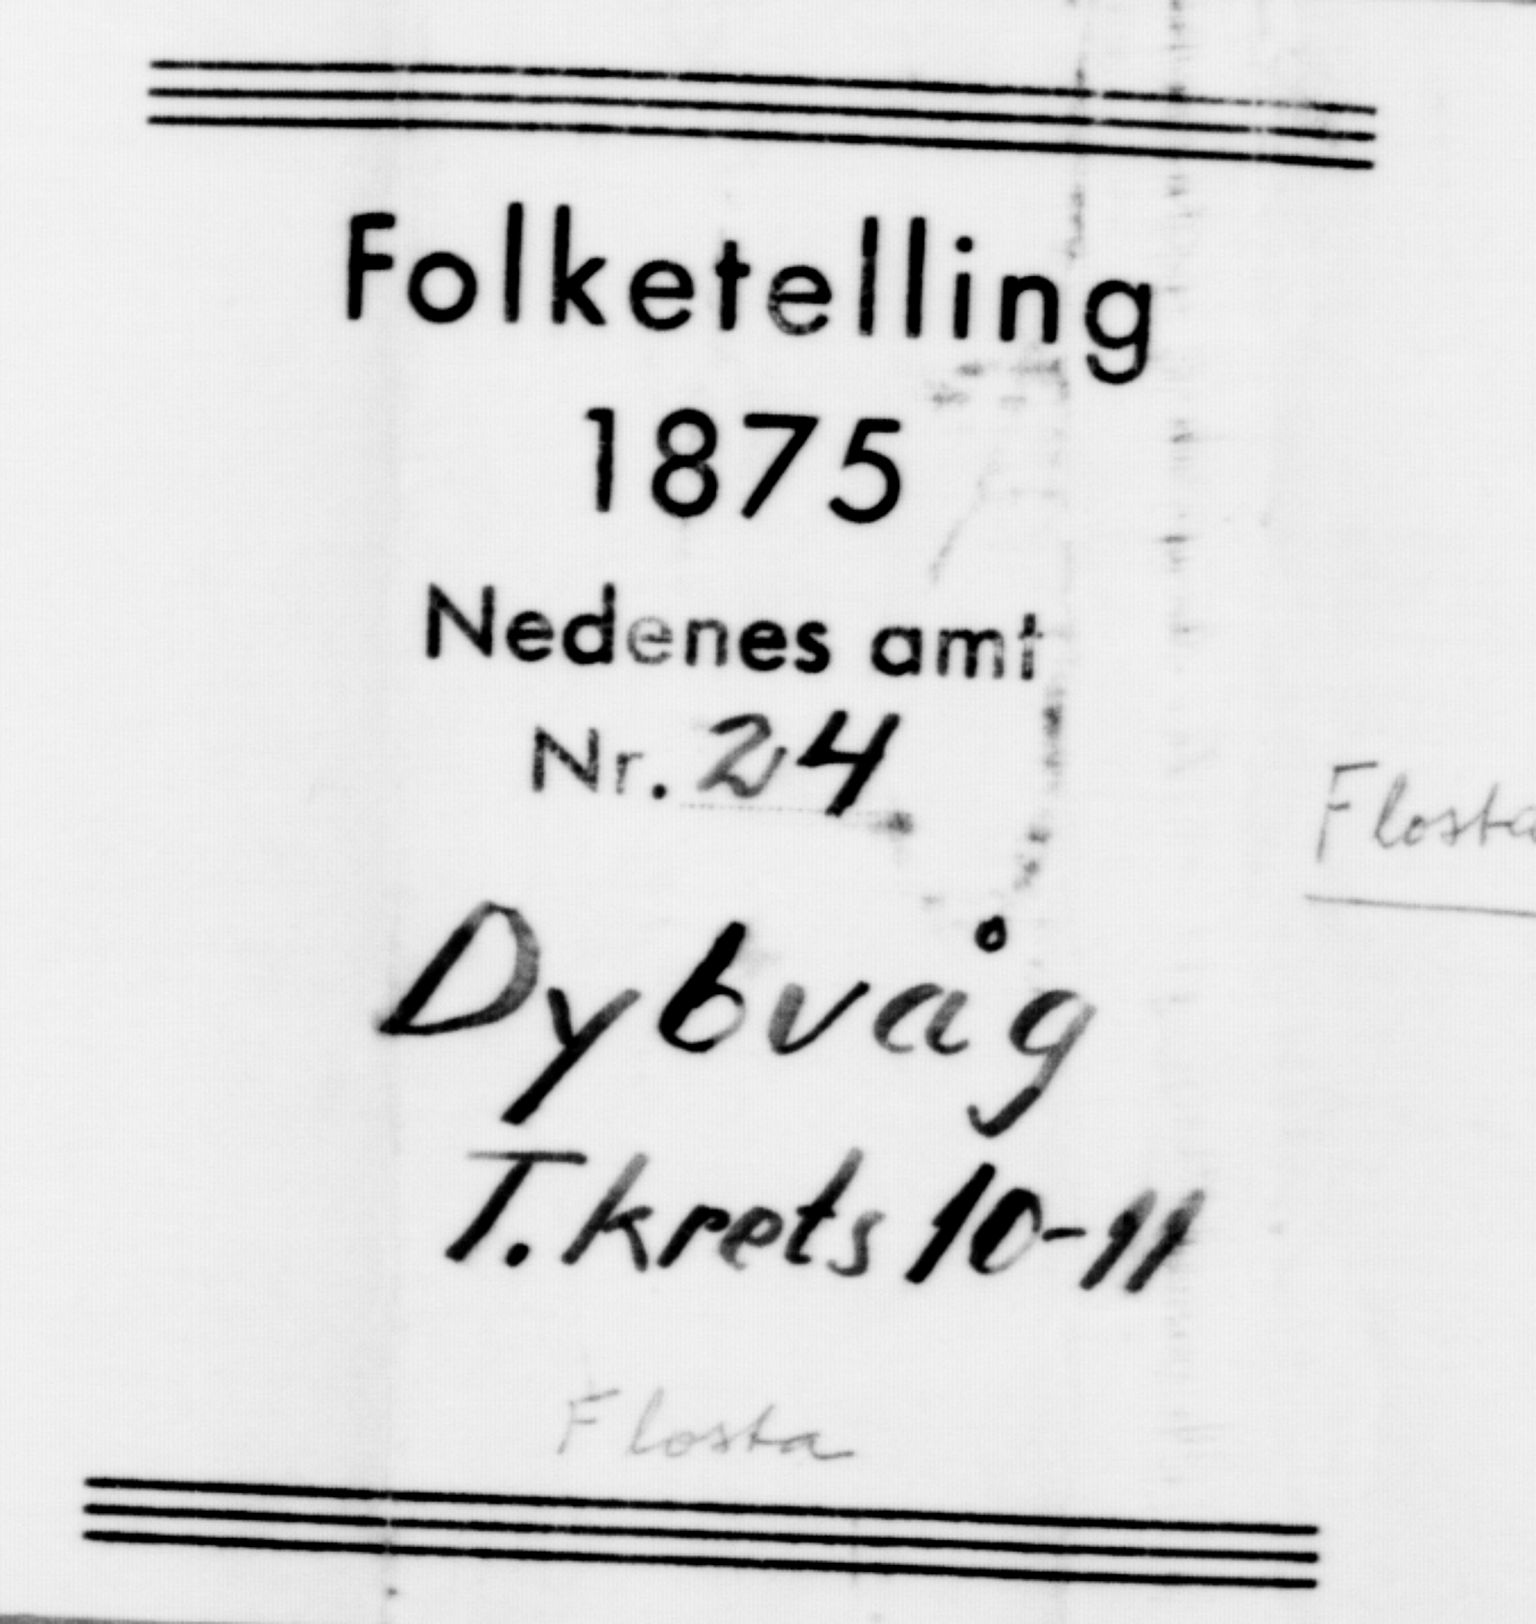 Folketelling
1875
Nedenes amt
Nr. 24
Flosta
Dybvåg
T. krets 10-11
Flosta